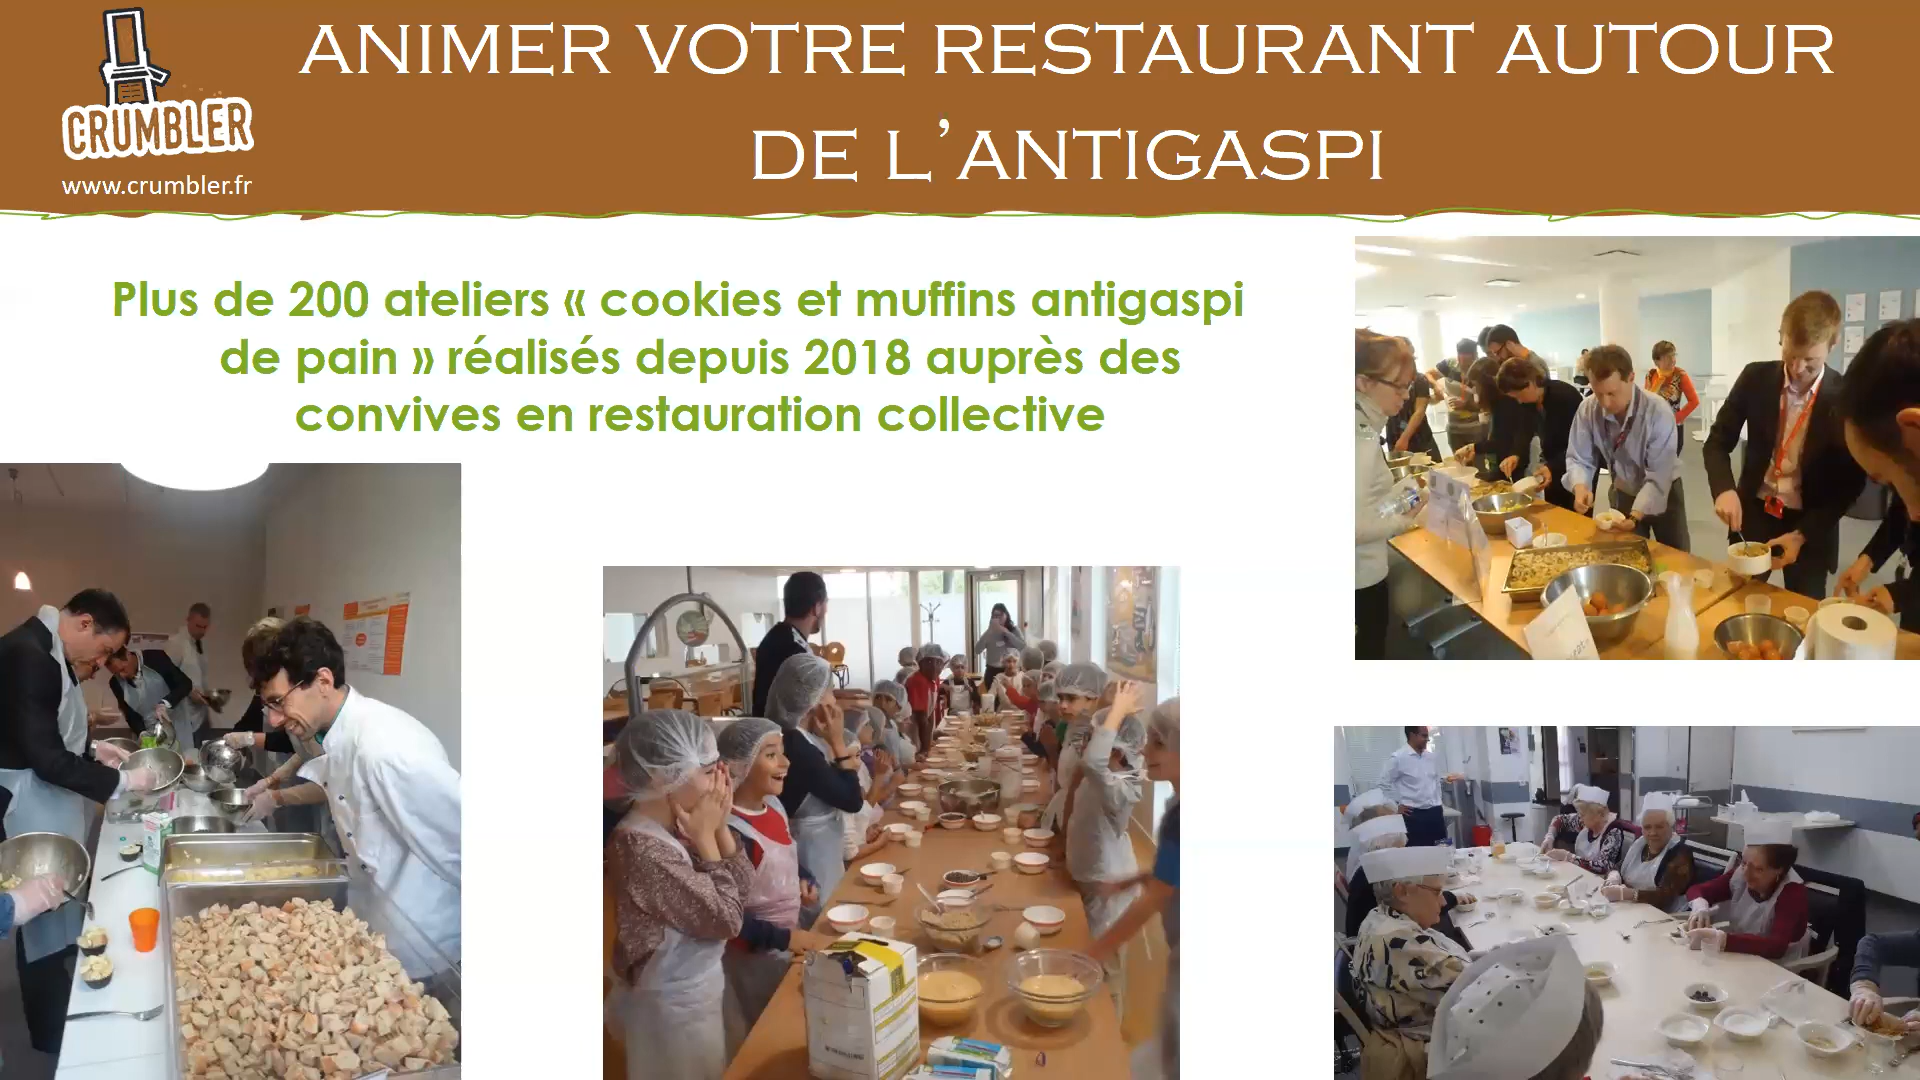 CRUMBLER
www.crumbler.fr
ANIMER VOTRE RESTAURANT AUTOUR
DE L’ANTIGASPI
Plus de 200 ateliers « cookies et muffins antigaspi
de pain » réalisés depuis 2018 auprès des
convives en restauration collective